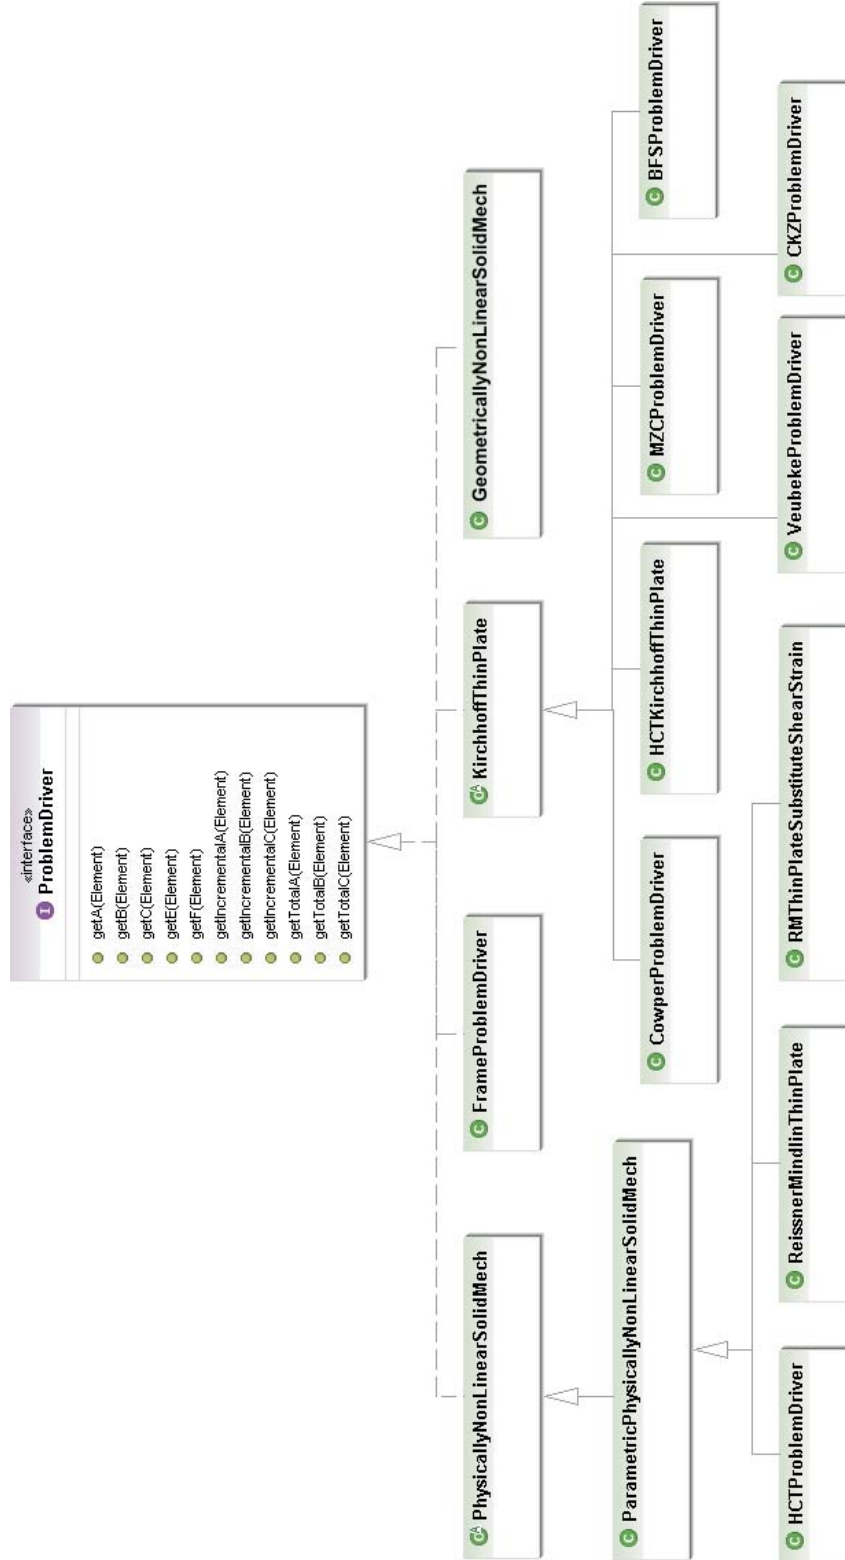 «interface»
ProblemDriver
getA(Element)
getB(Element)
getC(Element)
getE(Element)
getF(Element)
getIncrementalA(Element)
getIncrementalB(Element)
getIncrementalC(Element)
getTotalA(Element)
getTotalB(Element)
getTotalC(Element)
PhysicallyNonLinearSolidMech
FrameProblemDriver
KirchhoffThinPlate
GeometricallyNonLinearSolidMech
ParametricPhysicallyNonLinearSolidMech
CowperProblemDriver
HCTKirchhoffThinPlate
MZCProblemDriver
BFSProblemDriver
HCTProblemDriver
ReissnerMindlinThinPlate
RMThinPlateSubstituteShearStrain
VeubekeProblemDriver
CKZProblemDriver